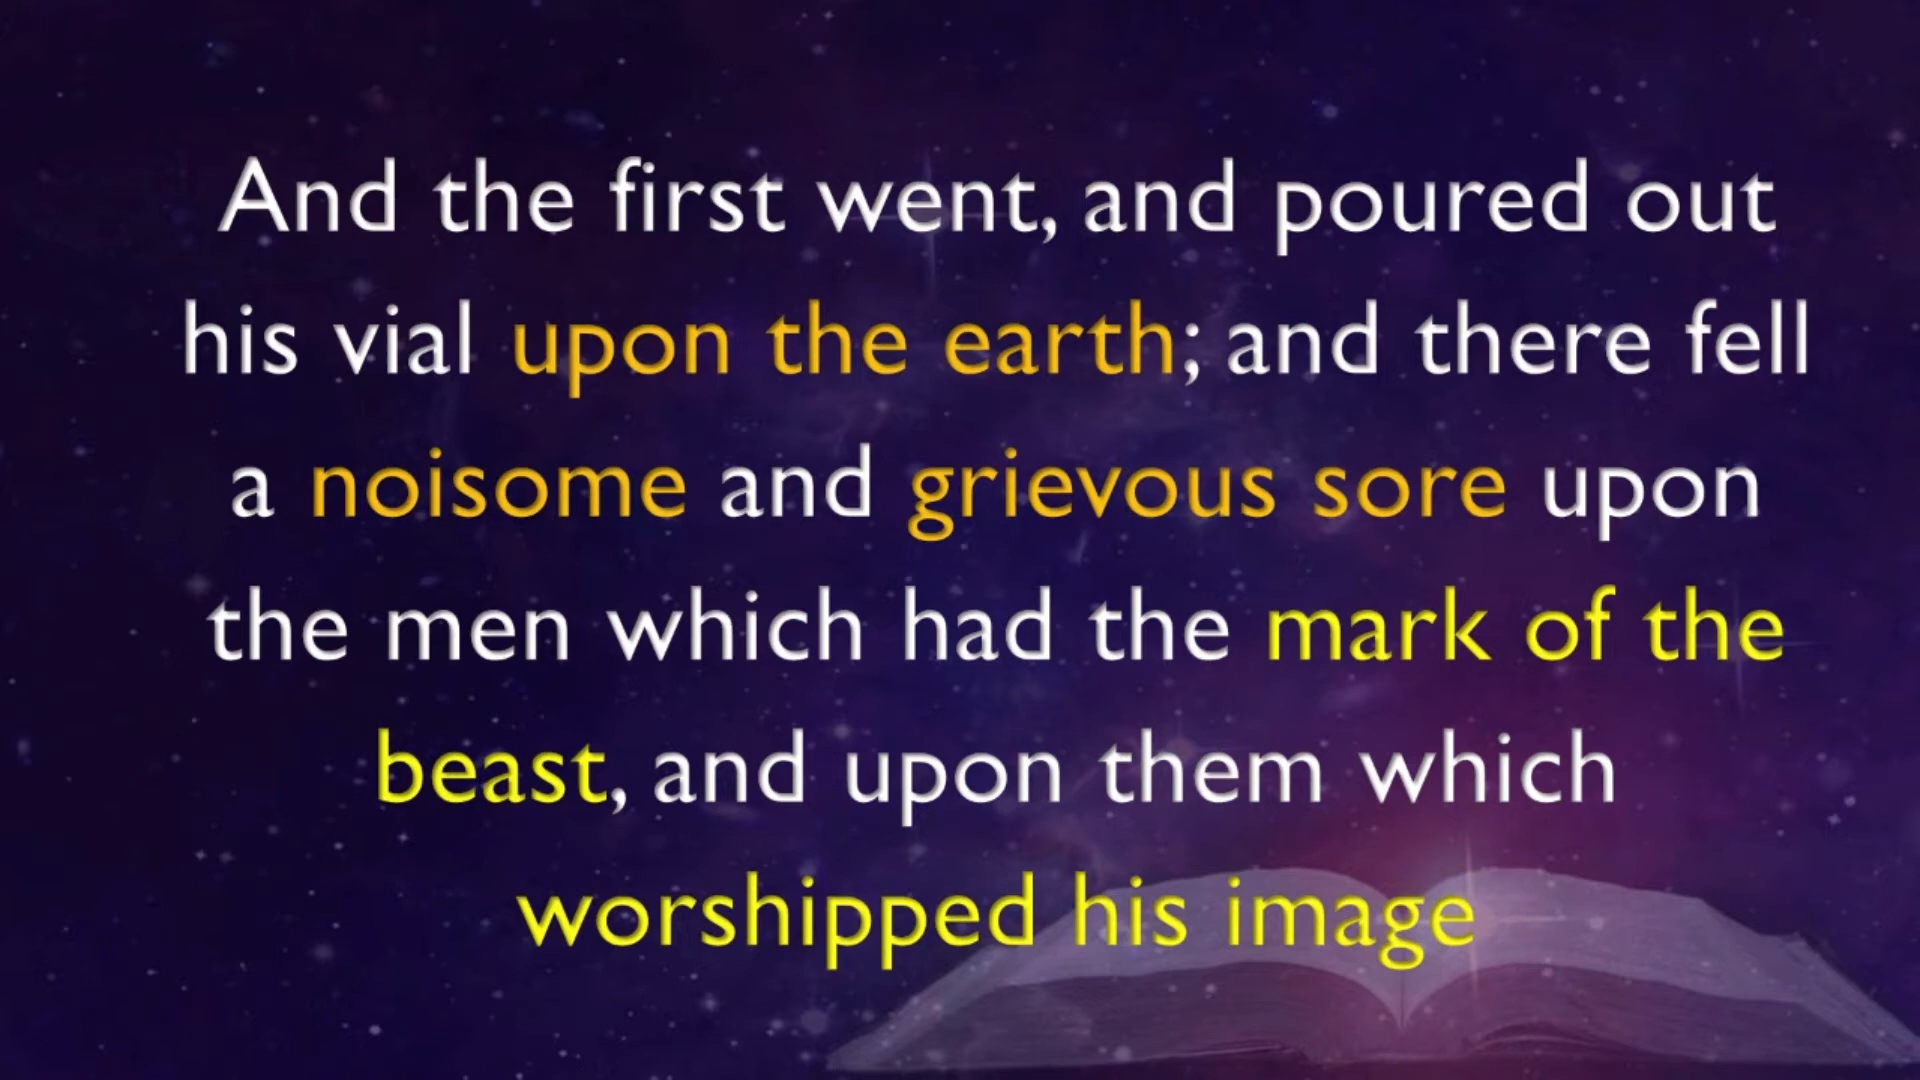 And the first went, and poured out
his vial upon the earth; and there fell
a noisome and grievous sore upon
the men which had the mark of the
beast, and upon them which
worshipped his image